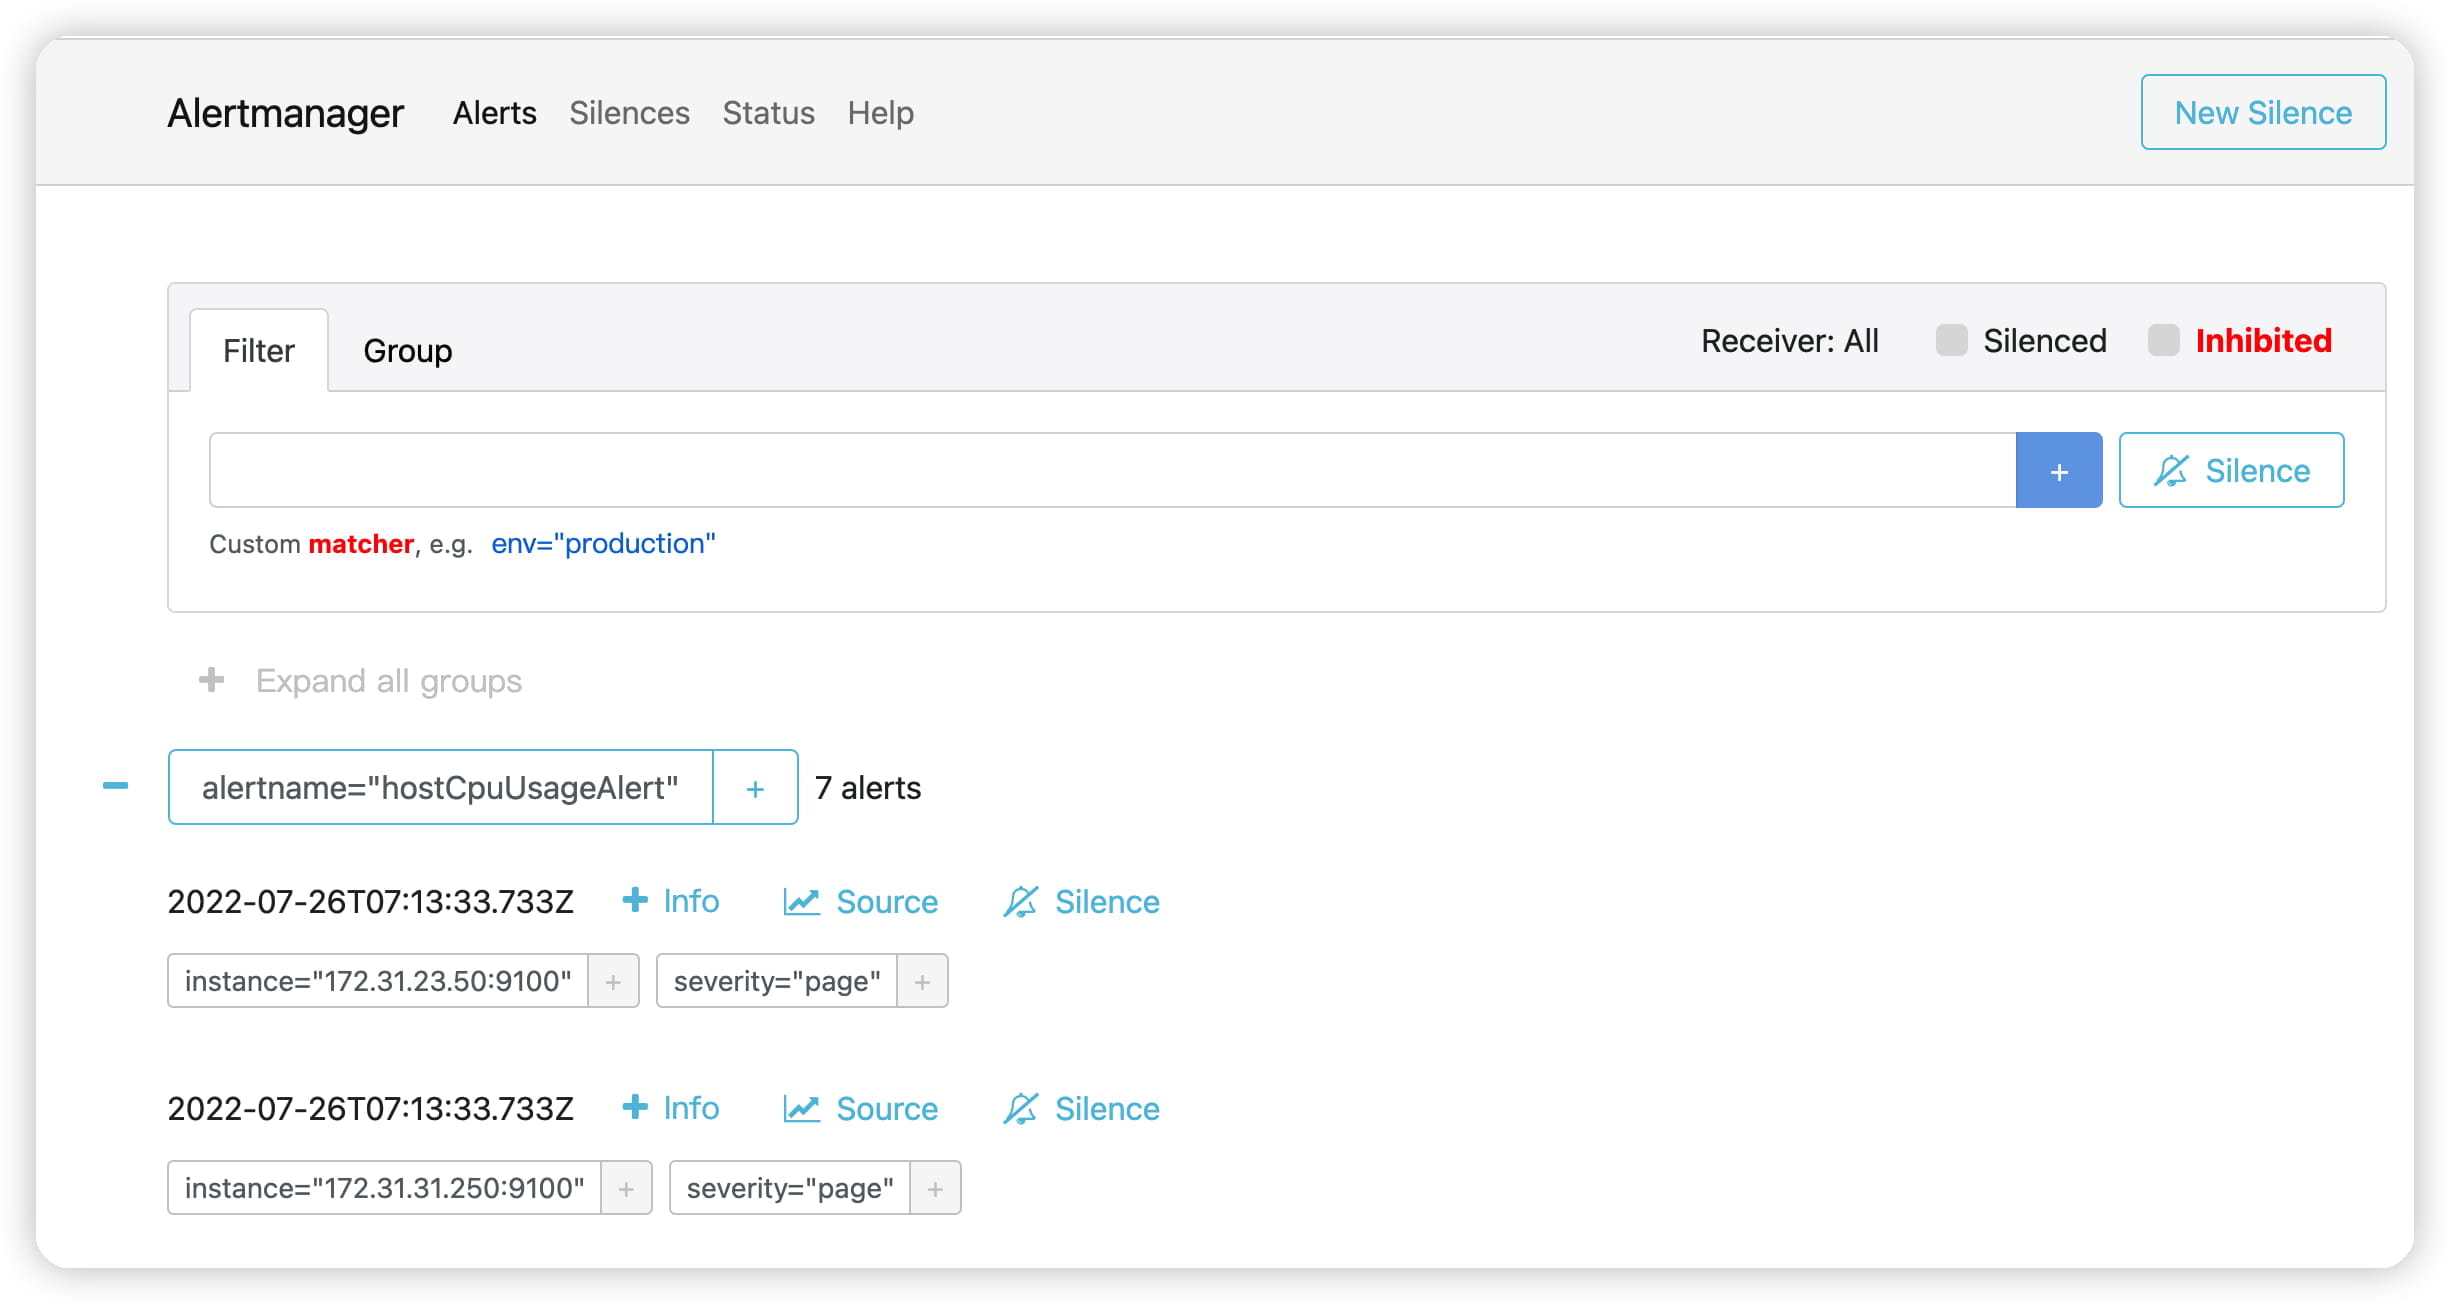 Alertmanager Alerts Silences Status Help New Silence
Filter Group Receiver: All Silenced Inhibited
+ Silence
Custom matcher, e.g. env="production"
+ Expand all groups
alertname="hostCpuUsageAlert" + 7 alerts
2022-07-26T07:13:33.733Z + Info Source Silence
instance="172.31.23.50:9100" + severity="page" +
2022-07-26T07:13:33.733Z + Info Source Silence
instance="172.31.31.250:9100" + severity="page" +